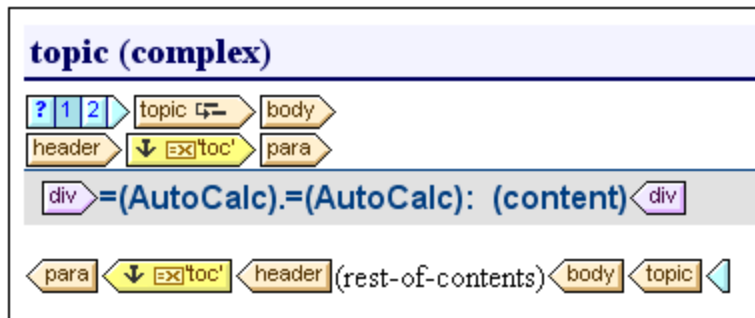 topic (complex)
? 1 2 topic body
header 'toc' para
div =(AutoCalc).=(AutoCalc): (content) div
para 'toc' header (rest-of-contents) body topic